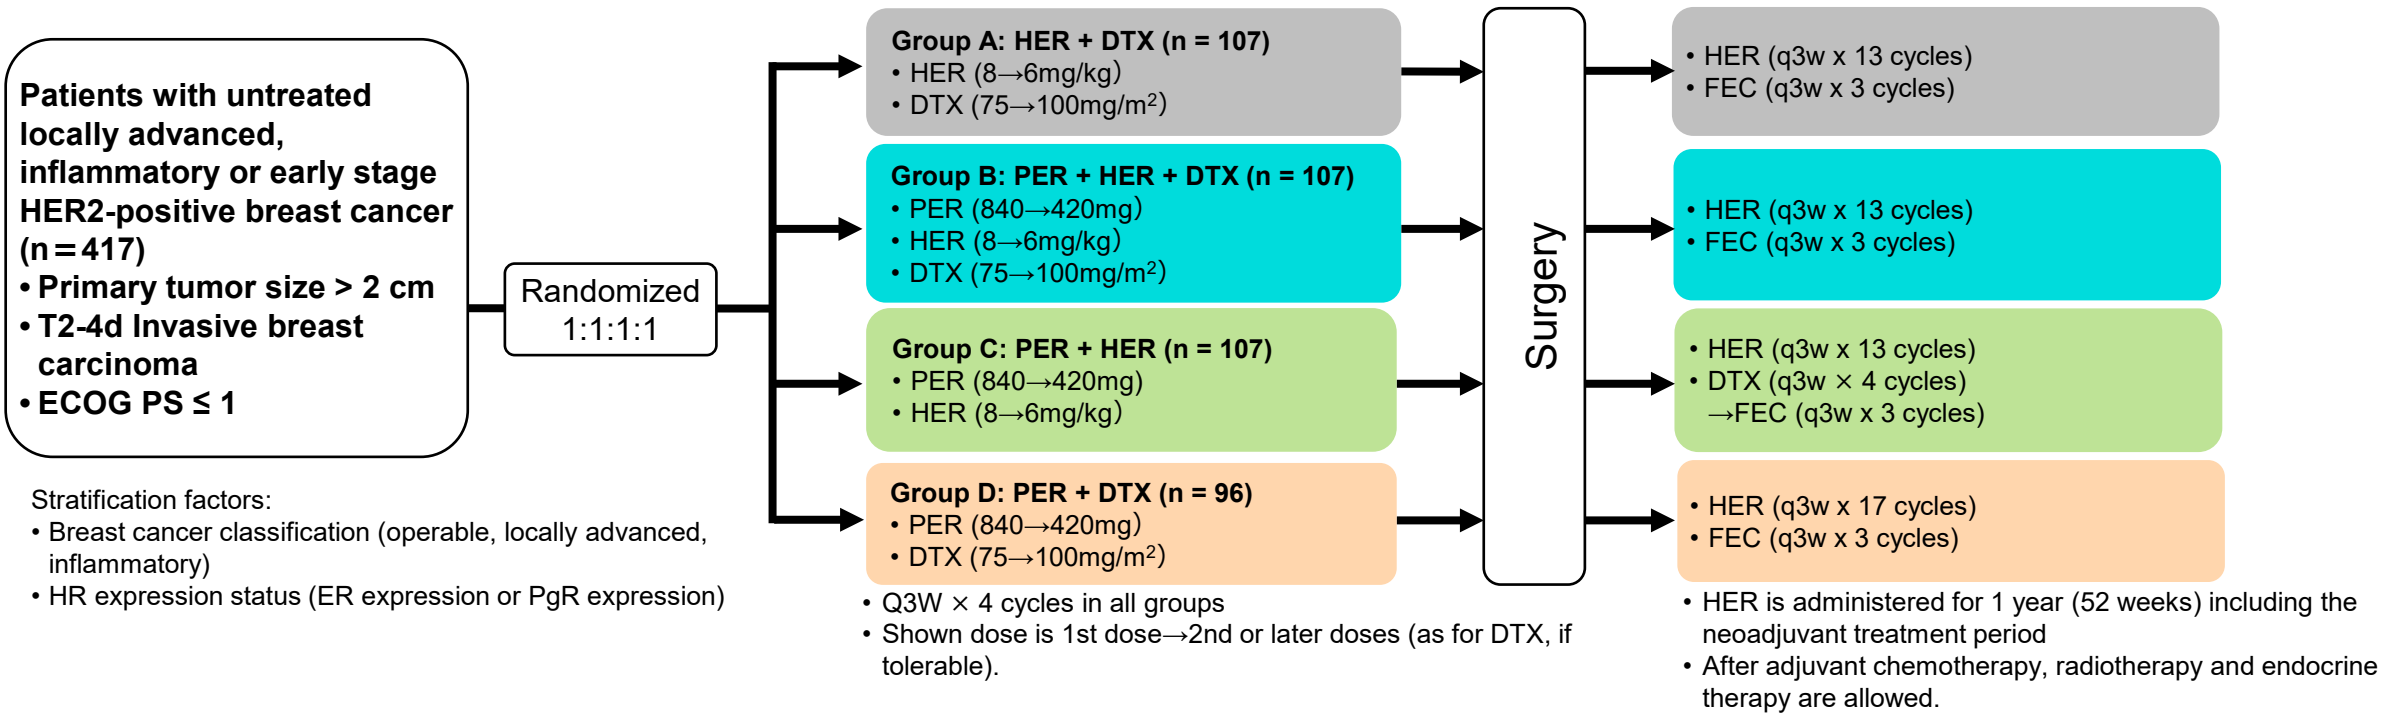 Patients with untreated
locally advanced,
inflammatory or early stage
HER2-positive breast cancer
(n=417)
• Primary tumor size > 2 cm
• T2-4d Invasive breast
carcinoma
• ECOG PS ≤ 1
Stratification factors:
• Breast cancer classification (operable, locally advanced,
inflammatory)
• HR expression status (ER expression or PgR expression)
Randomized
1:1:1:1
Group A: HER + DTX (n = 107)
• HER (8→6mg/kg)
• DTX (75→100mg/m²)
Group B: PER + HER + DTX (n = 107)
• PER (840→420mg)
• HER (8→6mg/kg)
• DTX (75→100mg/m²)
Group C: PER + HER (n = 107)
• PER (840→420mg)
• HER (8→6mg/kg)
Group D: PER + DTX (n = 96)
• PER (840→420mg)
• DTX (75→100mg/m²)
• Q3W × 4 cycles in all groups
• Shown dose is 1st dose→2nd or later doses (as for DTX, if
tolerable).
Surgery
• HER (q3w x 13 cycles)
• FEC (q3w x 3 cycles)
• HER (q3w x 13 cycles)
• FEC (q3w x 3 cycles)
• HER (q3w x 13 cycles)
• DTX (q3w × 4 cycles)
→FEC (q3w x 3 cycles)
• HER (q3w x 17 cycles)
• FEC (q3w x 3 cycles)
• HER is administered for 1 year (52 weeks) including the
neoadjuvant treatment period
• After adjuvant chemotherapy, radiotherapy and endocrine
therapy are allowed.